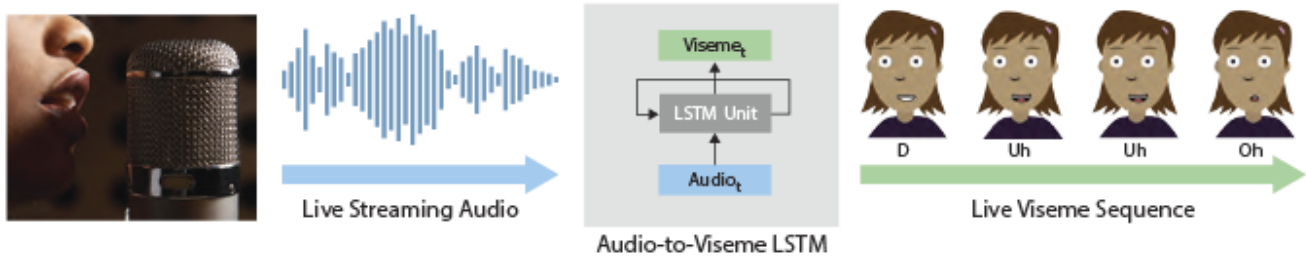 Live Streaming Audio
Viseme_t
LSTM Unit
Audio_t
Audio-to-Viseme LSTM
D Uh Uh Oh
Live Viseme Sequence